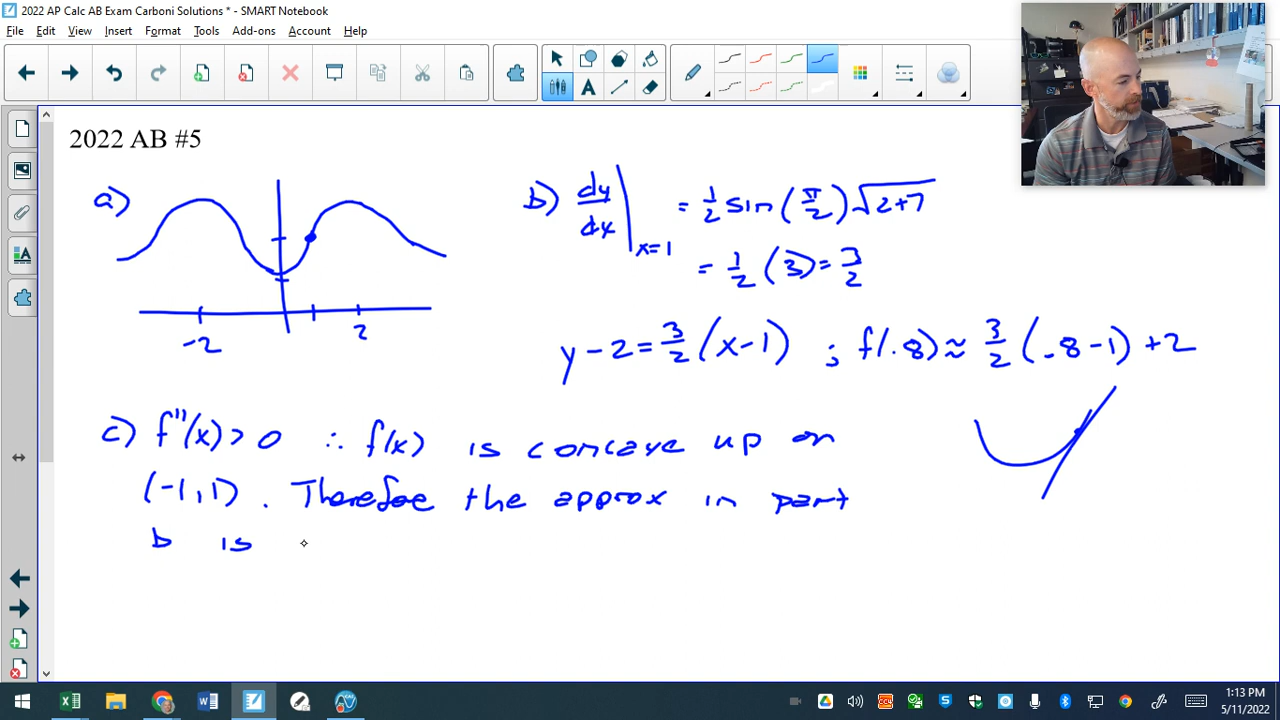 2022 AP Calc AB Exam Carboni Solutions * - SMART Notebook
File Edit View Insert Format Tools Add-ons Account Help
2022 AB #5
a)
-2 2
b) dy/dx |x=1 = 1/2 sin(π/2) √2+7
= 1/2 (3) = 3/2
y - 2 = 3/2 (x - 1) ; f(.8) ≈ 3/2 (.8 - 1) + 2
c) f''(x) > 0 ∴ f(x) is concave up on
(-1, 1). Therefore the approx in part
b is
1:13 PM
5/11/2022